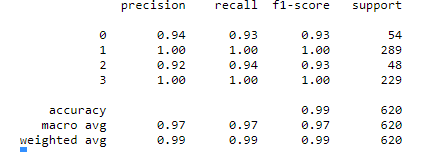 precision recall f1-score support
0 0.94 0.93 0.93 54
1 1.00 1.00 1.00 289
2 0.92 0.94 0.93 48
3 1.00 1.00 1.00 229
accuracy 0.99 620
macro avg 0.97 0.97 0.97 620
weighted avg 0.99 0.99 0.99 620